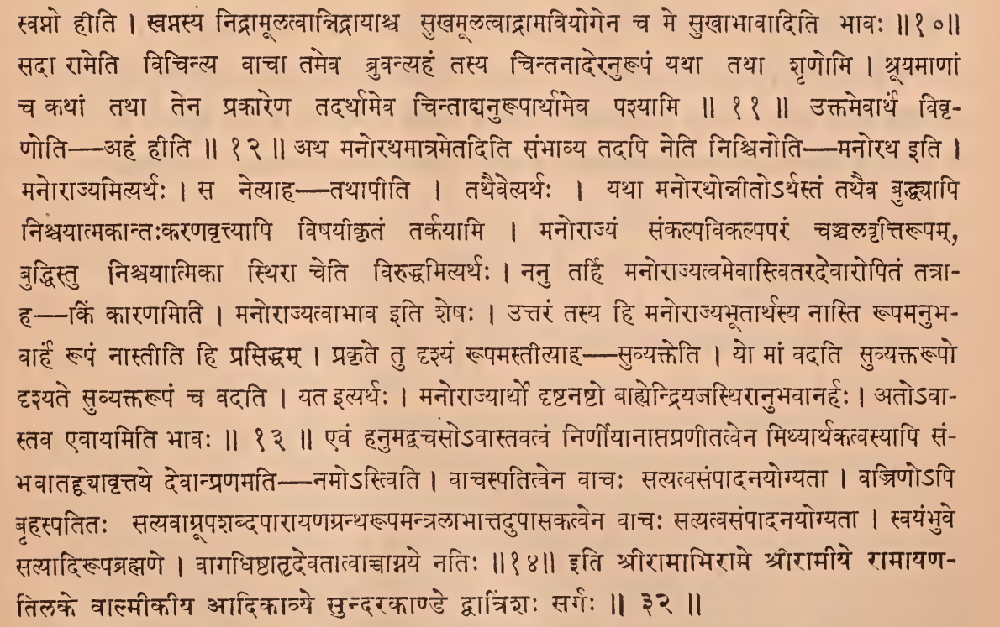 स्वप्नो हीति । स्वप्नस्य निद्रामूलत्वान्निद्रायाश्च सुखमूलत्वाद्रामवियोगेन च मे सुखाभावादिति भावः ॥१०॥
सदा रामेति विचिन्त्य वाचा तमेव ब्रुवन्त्यहं तस्य चिन्तनादेरनुरूपं यथा तथा शृणोमि । श्रूयमाणां
च कथां तथा तेन प्रकारेण तदर्थामेव चिन्ताद्यनुरूपार्थामेव पश्यामि ॥ ११ ॥ उक्तमेवार्थं विवृ-
णोति——अहं हीति ॥ १२ ॥ अथ मनोरथमात्रमेतदिति संभाव्य तदपि नेति निश्चिनोति——मनोरथ इति ।
मनोराज्यमित्यर्थः । स नेत्याह——तथापीति । तथैवेत्यर्थः । यथा मनोरथोन्नीतोऽर्थस्तं तथैव बुद्ध्यापि
निश्चयात्मकान्तःकरणवृत्त्यापि विषयीकृतं तर्कयामि । मनोराज्यं संकल्पविकल्पपरं चञ्चलवृत्तिरूपम्,
बुद्धिस्तु निश्चयात्मिका स्थिरा चेति विरुद्धमित्यर्थः । ननु तर्हि मनोराज्यत्वमेवास्त्वितरदेवारोपितं तत्रा-
ह——किं कारणमिति । मनोराज्यत्वाभाव इति शेषः । उत्तरं तस्य हि मनोराज्यभूतार्थस्य नास्ति रूपमनुभ-
वार्हं रूपं नास्तीति हि प्रसिद्धम् । प्रकृते तु दृश्यं रूपमस्तीत्याह——सुव्यक्तेति । यो मां वदति सुव्यक्तरूपो
दृश्यते सुव्यक्तरूपं च वदति । यत इत्यर्थः । मनोराज्यार्थो दृष्टनष्टो बाह्येन्द्रियजस्थिरानुभवानर्हः । अतोऽवा-
स्तव एवायमिति भावः ॥ १३ ॥ एवं हनुमद्वचसोऽवास्तवत्वं निर्णीयानाप्तप्रणीतत्वेन मिथ्यार्थकत्वस्यापि सं-
भवातद्व्यावृत्तये देवान्प्रणमति——नमोऽस्त्विति । वाचस्पतित्वेन वाचः सत्यत्वसंपादनयोग्यता । वज्रिणोऽपि
बृहस्पतितः सत्यवाग्रूपशब्दपारायणग्रन्थरूपमन्त्रलाभात्तदुपासकत्वेन वाचः सत्यत्वसंपादनयोग्यता । स्वयंभुवे
सत्यादिरूपब्रह्मणे । वागधिष्ठातृदेवतात्वाच्चाग्नये नतिः ॥१४॥ इति श्रीरामाभिरामे श्रीरामीये रामायण-
तिलके वाल्मीकीय आदिकाव्ये सुन्दरकाण्डे द्वात्रिंशः सर्गः ॥ ३२ ॥